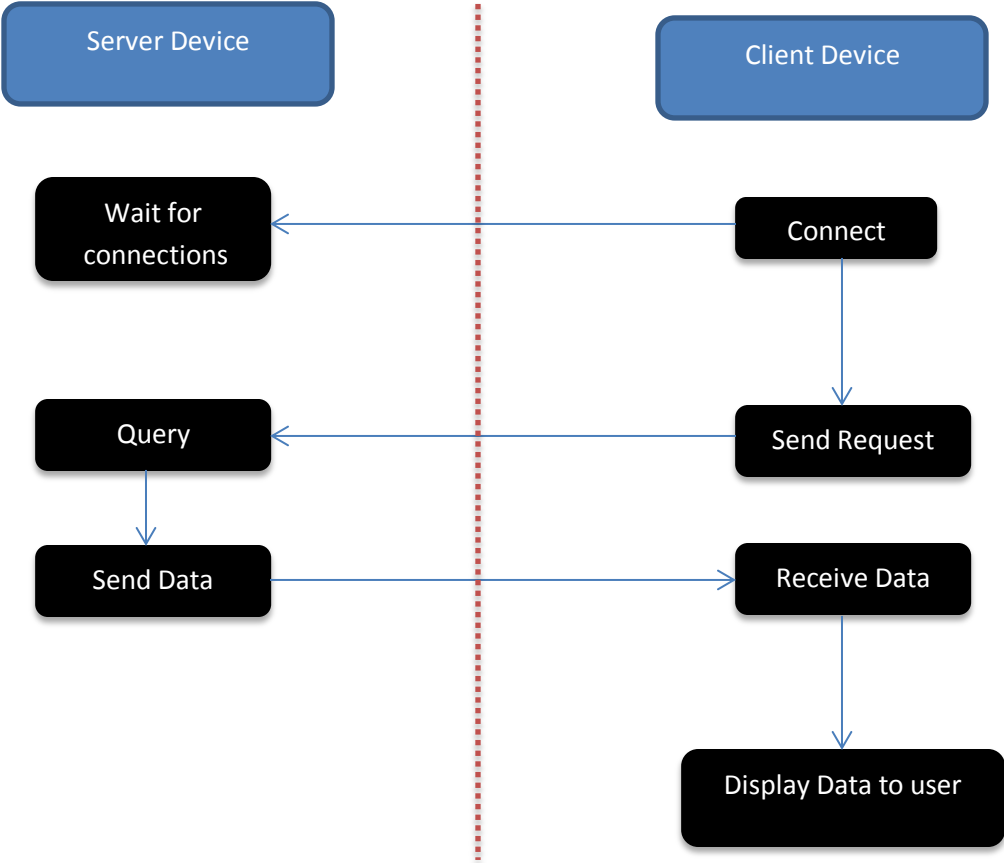 Server Device
Client Device
Wait for
connections
Connect
Query
Send Request
Send Data
Receive Data
Display Data to user